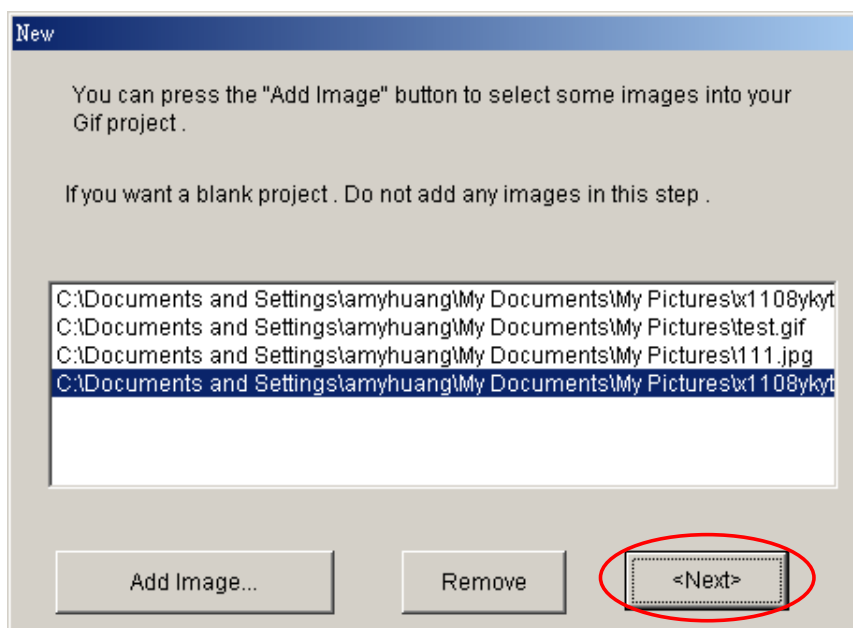 New
You can press the "Add Image" button to select some images into your
Gif project .
If you want a blank project . Do not add any images in this step .
C:\Documents and Settings\amyhuang\My Documents\My Pictures\x1108ykyt
C:\Documents and Settings\amyhuang\My Documents\My Pictures\test.gif
C:\Documents and Settings\amyhuang\My Documents\My Pictures\111.jpg
C:\Documents and Settings\amyhuang\My Documents\My Pictures\x1108ykyt
Add Image... Remove <Next>